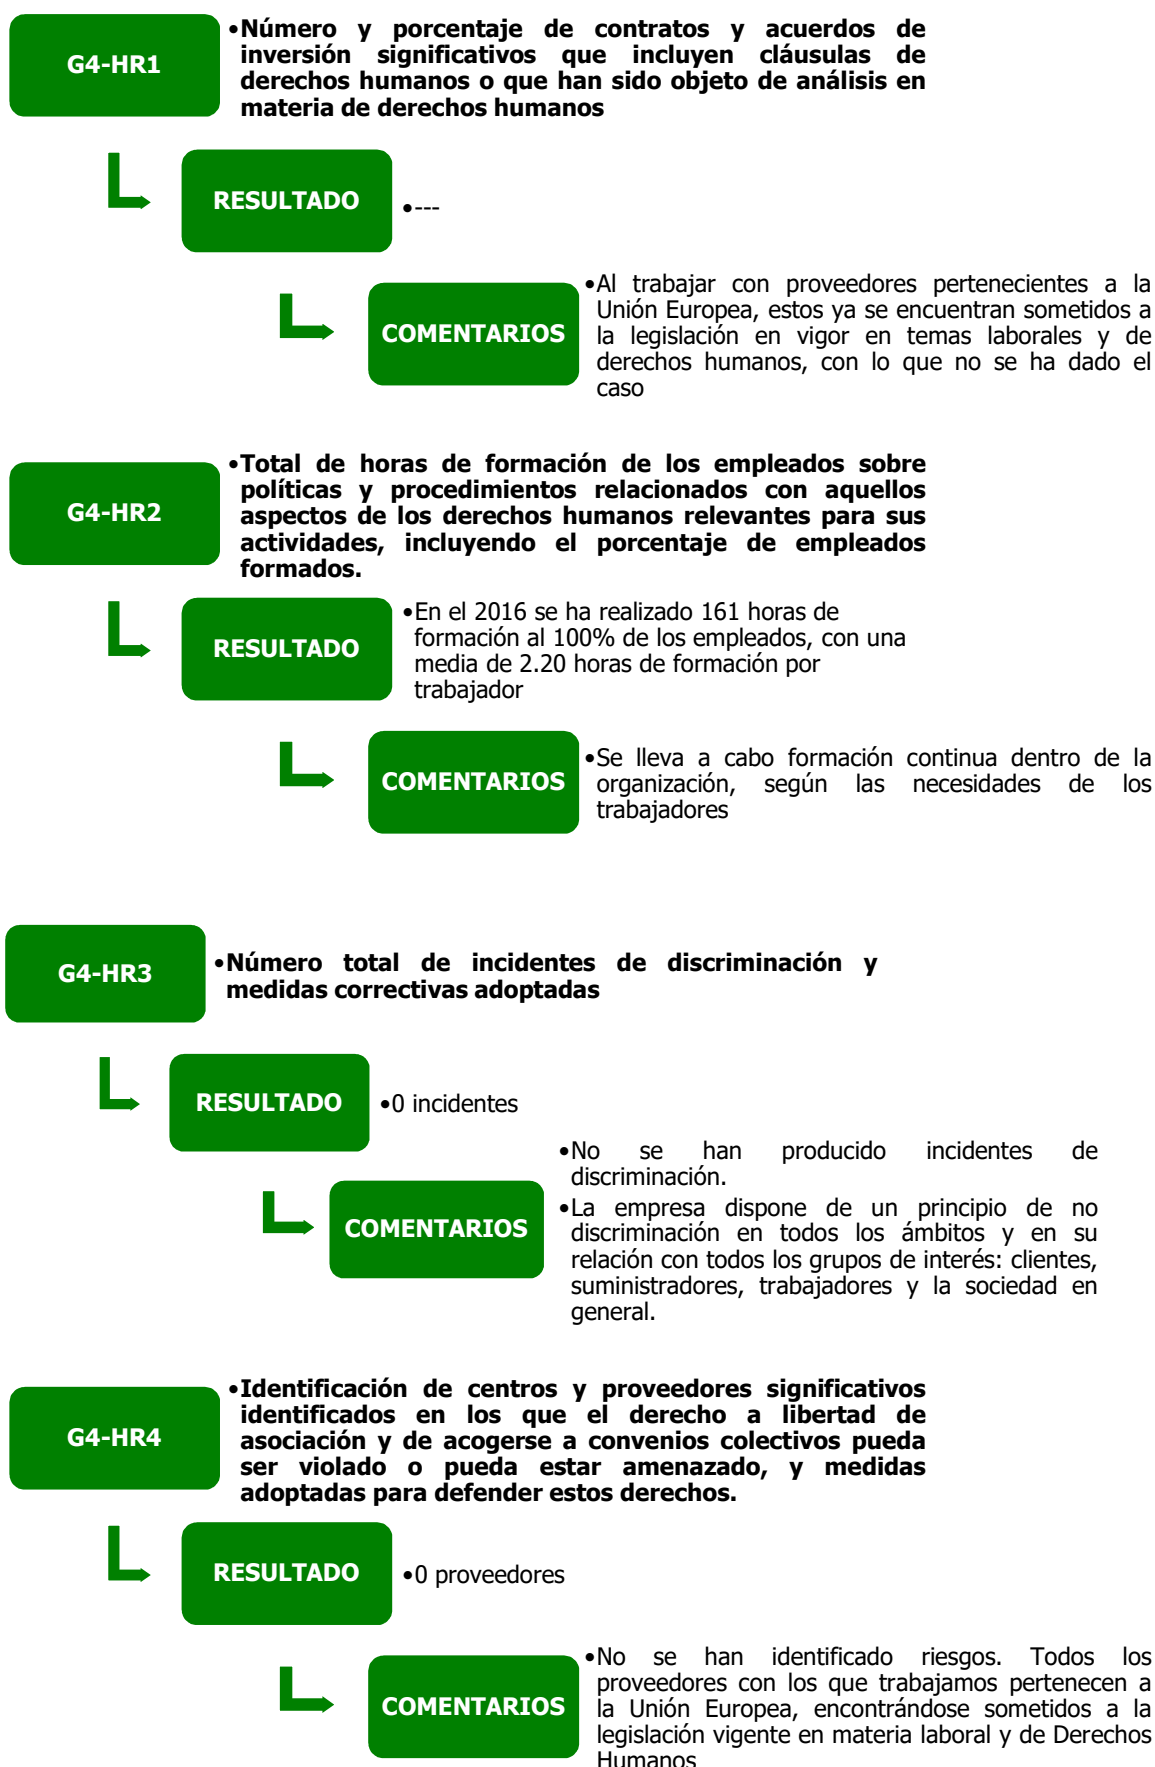 G4-HR1
•Número y porcentaje de contratos y acuerdos de
inversión significativos que incluyen cláusulas de
derechos humanos o que han sido objeto de análisis en
materia de derechos humanos
RESULTADO
•---
COMENTARIOS
•Al trabajar con proveedores pertenecientes a la
Unión Europea, estos ya se encuentran sometidos a
la legislación en vigor en temas laborales y de
derechos humanos, con lo que no se ha dado el
caso
G4-HR2
•Total de horas de formación de los empleados sobre
políticas y procedimientos relacionados con aquellos
aspectos de los derechos humanos relevantes para sus
actividades, incluyendo el porcentaje de empleados
formados.
RESULTADO
•En el 2016 se ha realizado 161 horas de
formación al 100% de los empleados, con una
media de 2.20 horas de formación por
trabajador
COMENTARIOS
•Se lleva a cabo formación continua dentro de la
organización, según las necesidades de los
trabajadores
G4-HR3
•Número total de incidentes de discriminación y
medidas correctivas adoptadas
RESULTADO
•0 incidentes
COMENTARIOS
•No se han producido incidentes de
discriminación.
•La empresa dispone de un principio de no
discriminación en todos los ámbitos y en su
relación con todos los grupos de interés: clientes,
suministradores, trabajadores y la sociedad en
general.
G4-HR4
•Identificación de centros y proveedores significativos
identificados en los que el derecho a libertad de
asociación y de acogerse a convenios colectivos pueda
ser violado o pueda estar amenazado, y medidas
adoptadas para defender estos derechos.
RESULTADO
•0 proveedores
COMENTARIOS
•No se han identificado riesgos. Todos los
proveedores con los que trabajamos pertenecen a
la Unión Europea, encontrándose sometidos a la
legislación vigente en materia laboral y de Derechos
Humanos